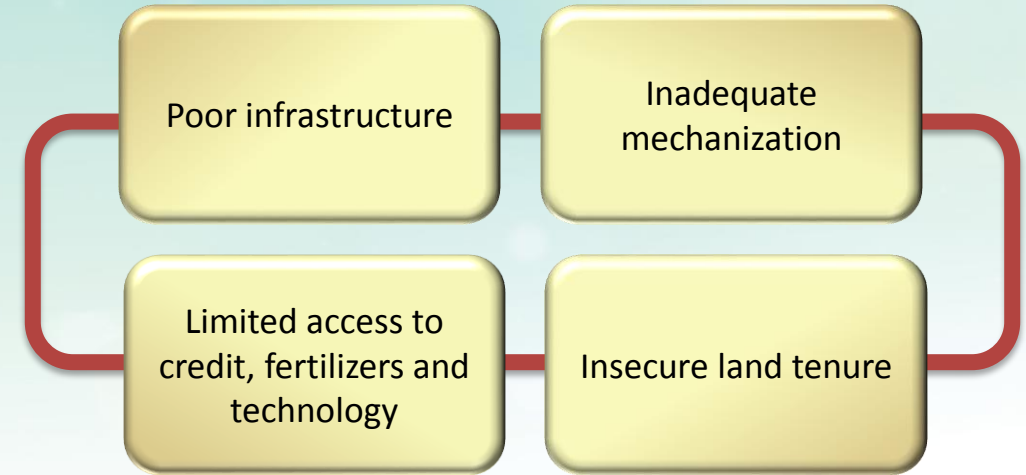 Poor infrastructure
Inadequate
mechanization
Limited access to
credit, fertilizers and
technology
Insecure land tenure